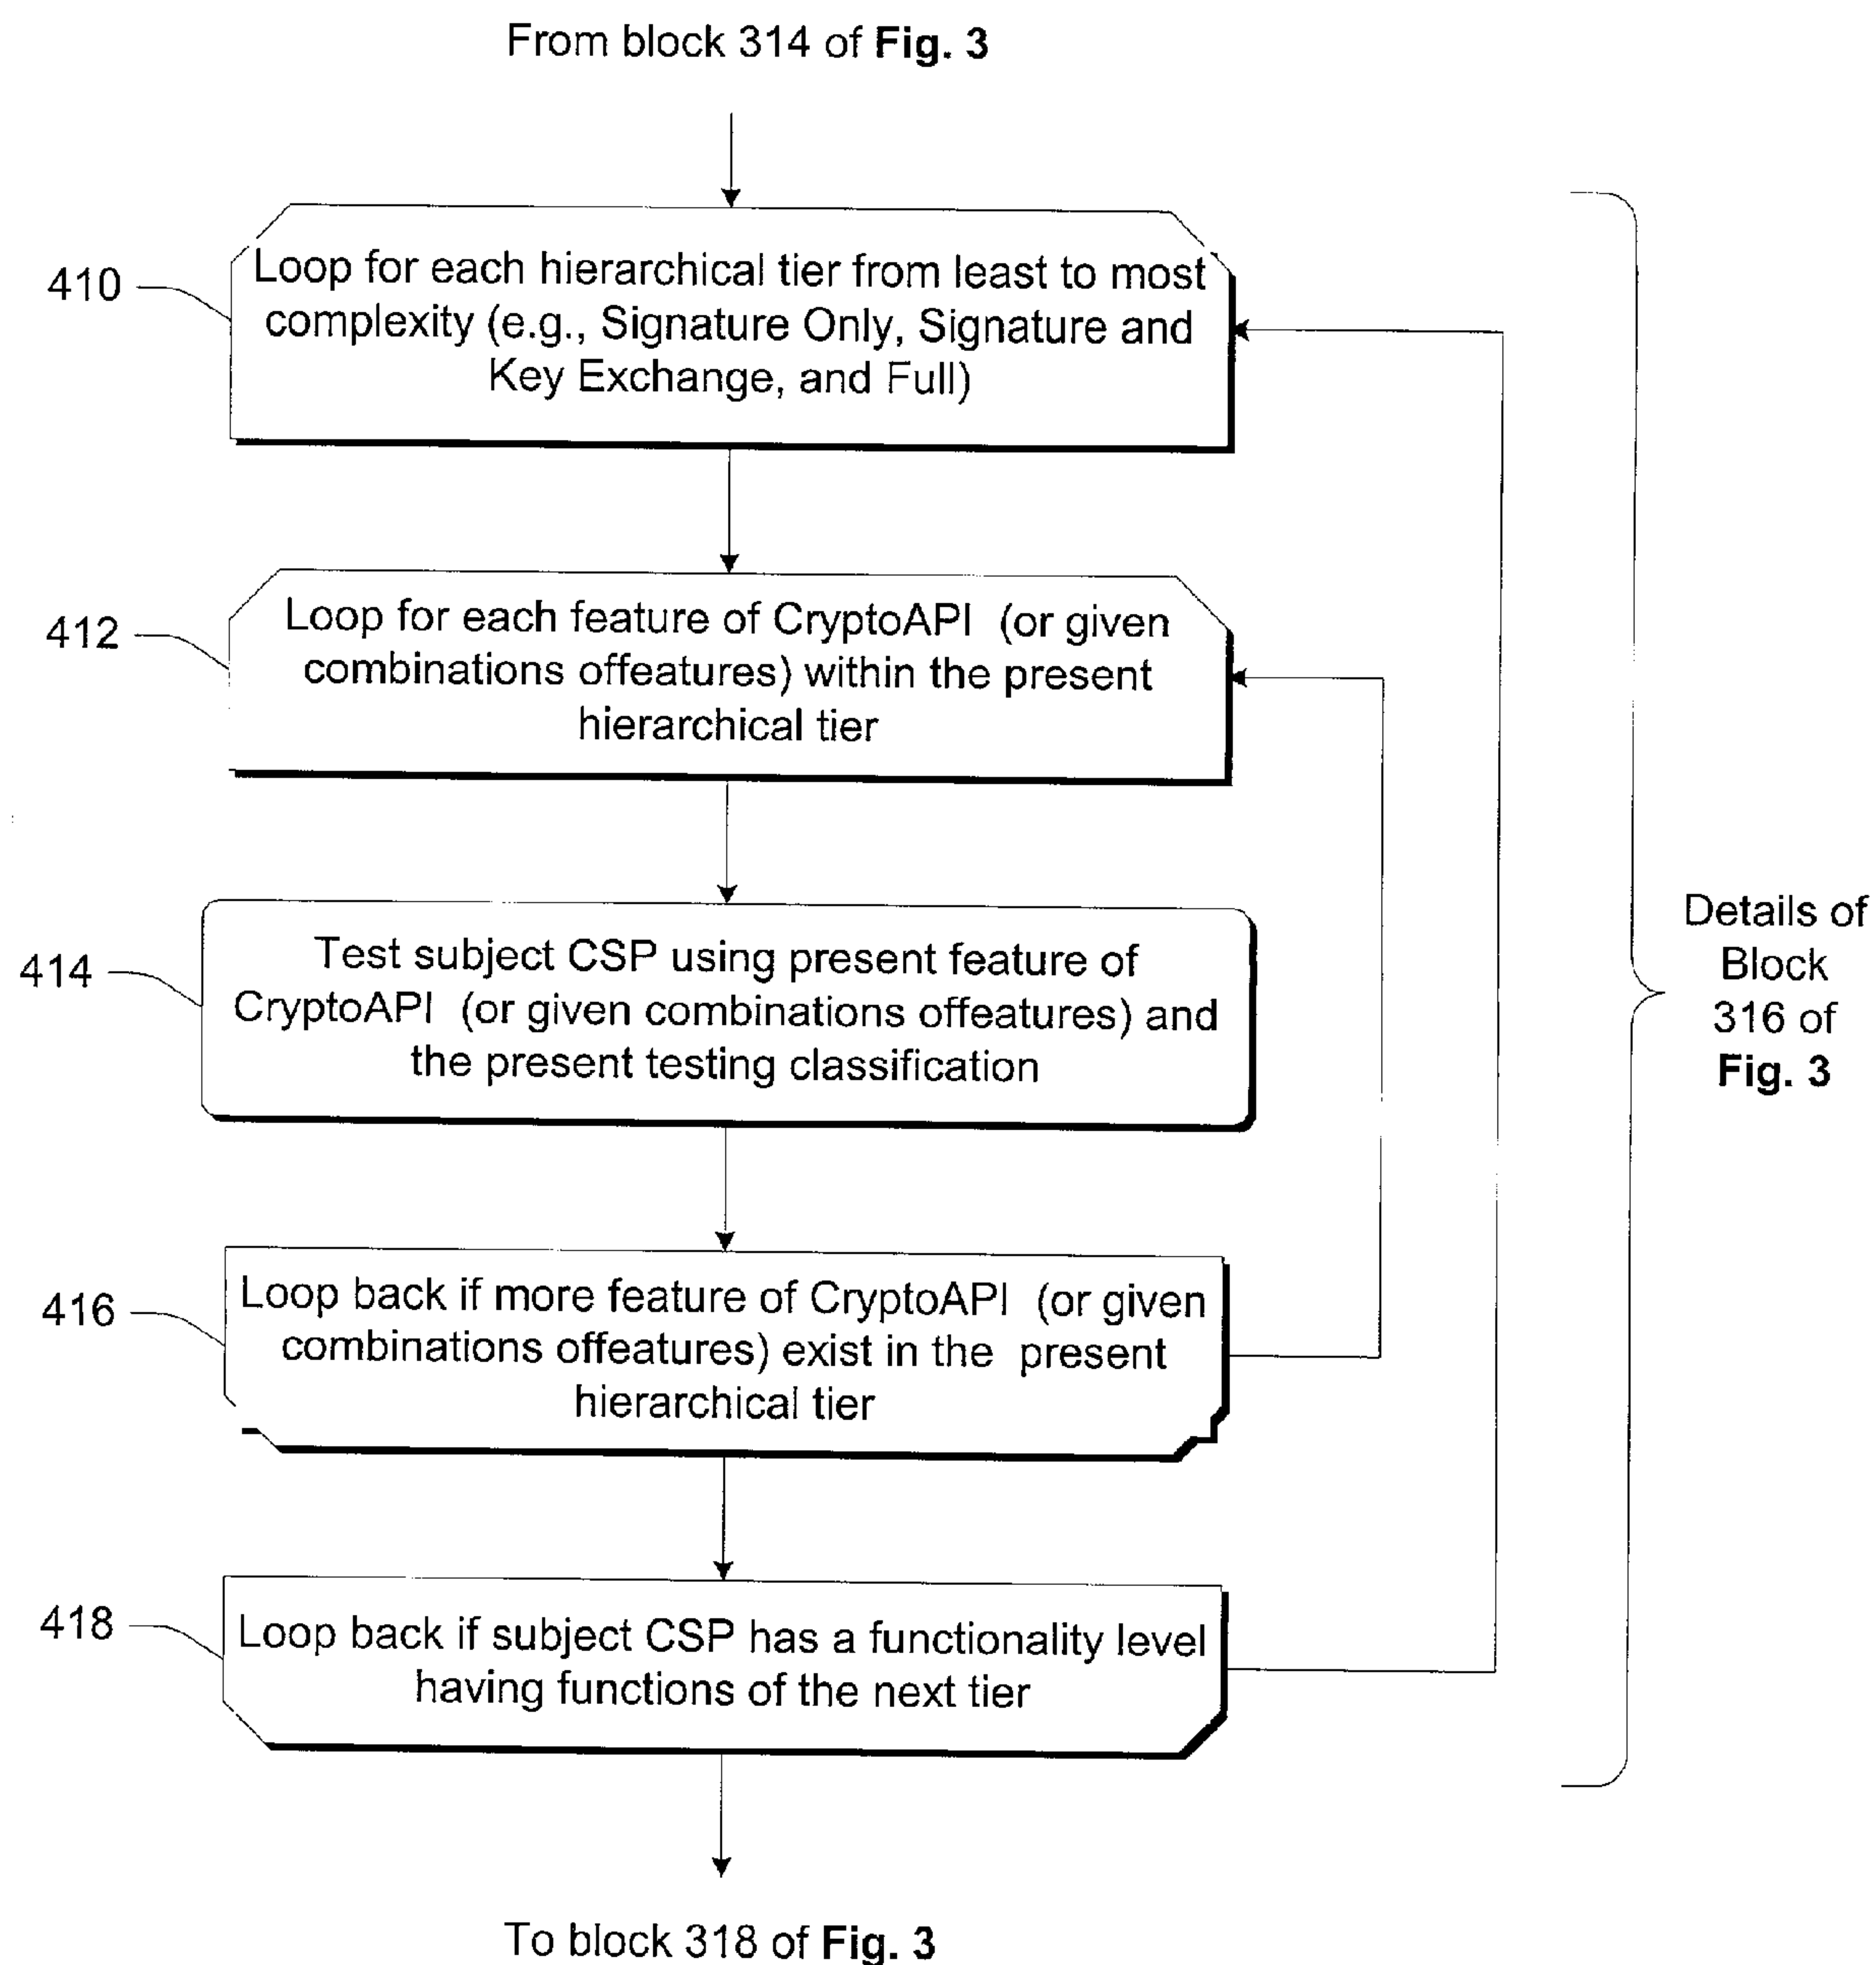 From block 314 of Fig. 3
410
Loop for each hierarchical tier from least to most
complexity (e.g., Signature Only, Signature and
Key Exchange, and Full)
412
Loop for each feature of CryptoAPI (or given
combinations offeatures) within the present
hierarchical tier
414
Test subject CSP using present feature of
CryptoAPI (or given combinations offeatures) and
the present testing classification
416
Loop back if more feature of CryptoAPI (or given
combinations offeatures) exist in the present
hierarchical tier
418
Loop back if subject CSP has a functionality level
having functions of the next tier
Details of
Block
316 of
Fig. 3
To block 318 of Fig. 3